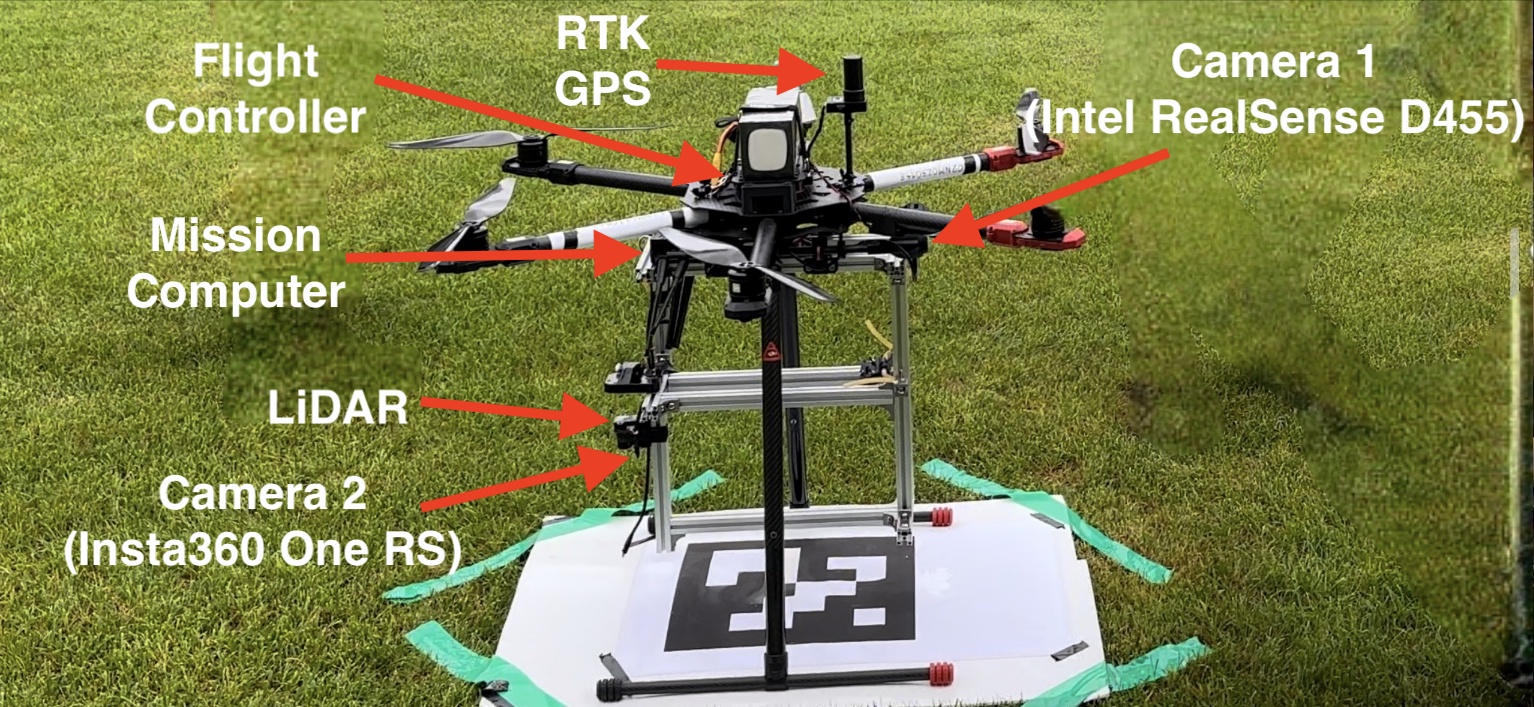 RTK
GPS
Flight
Controller
Camera 1
(Intel RealSense D455)
Mission
Computer
LiDAR
Camera 2
(Insta360 One RS)